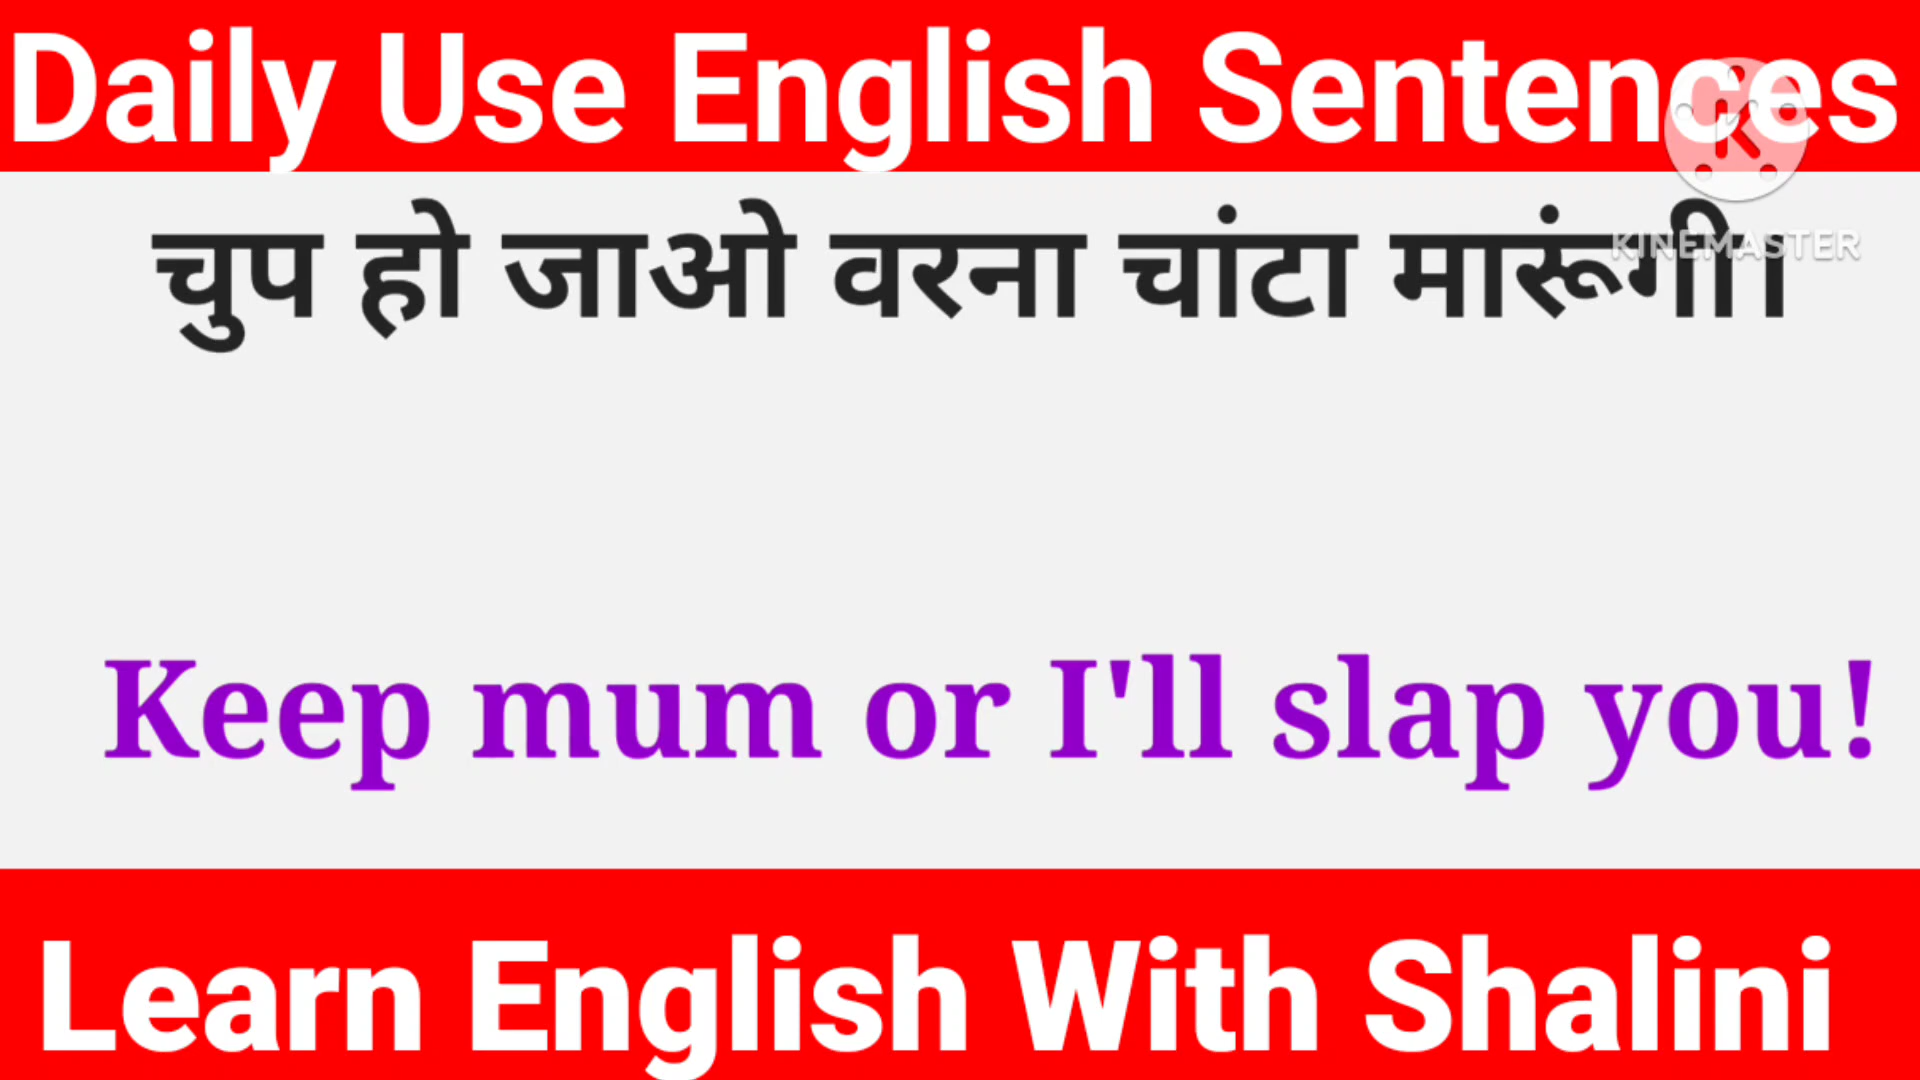 Daily Use English Sentences
चुप हो जाओ वरना चांटा मारूंगी।
KINEMASTER
Keep mum or I'll slap you!
Learn English With Shalini